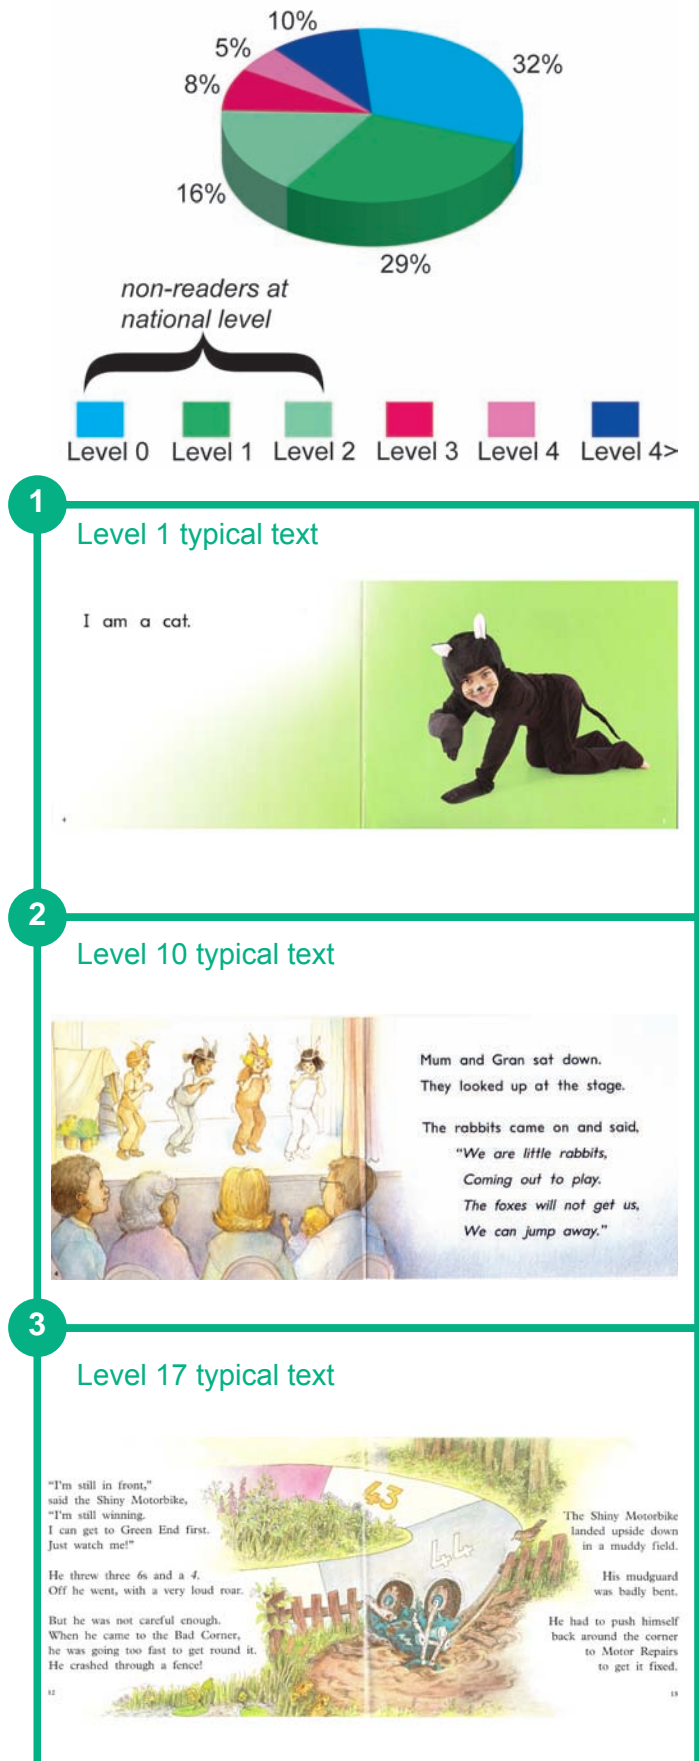 10%
5%
32%
8%
16%
29%
non-readers at
national level
Level 0 Level 1 Level 2 Level 3 Level 4 Level 4>
1
Level 1 typical text
I am a cat.
4
2
Level 10 typical text
Mum and Gran sat down.
They looked up at the stage.
The rabbits came on and said,
"We are little rabbits,
Coming out to play.
The foxes will not get us,
We can jump away."
3
Level 17 typical text
"I'm still in front,"
said the Shiny Motorbike,
"I'm still winning.
I can get to Green End first.
Just watch me!"
He threw three 6s and a 4.
Off he went, with a very loud roar.
But he was not careful enough.
When he came to the Bad Corner,
he was going too fast to get round it.
He crashed through a fence!
12
43
44
The Shiny Motorbike
landed upside down
in a muddy field.
His mudguard
was badly bent.
He had to push himself
back around the corner
to Motor Repairs
to get it fixed.
13